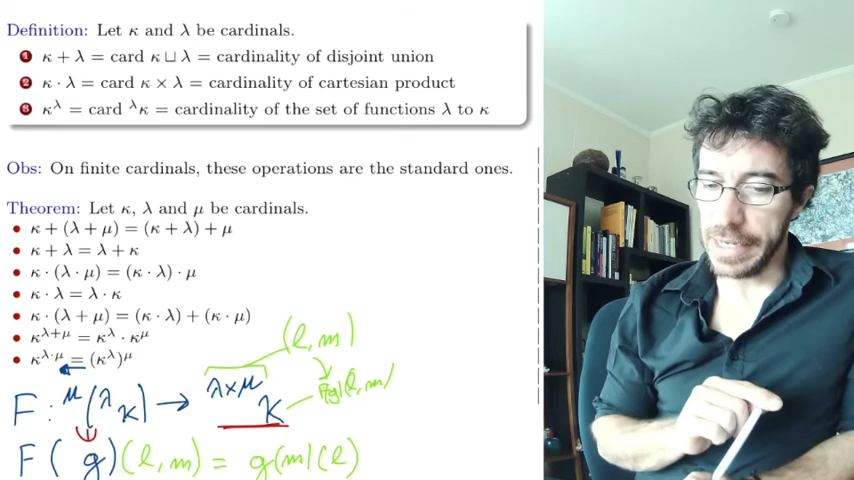 Definition: Let κ and λ be cardinals.
1 κ + λ = card κ ⊔ λ = cardinality of disjoint union
2 κ · λ = card κ × λ = cardinality of cartesian product
3 κ^λ = card ^λκ = cardinality of the set of functions λ to κ
Obs: On finite cardinals, these operations are the standard ones.
Theorem: Let κ, λ and μ be cardinals.
• κ + (λ + μ) = (κ + λ) + μ
• κ + λ = λ + κ
• κ · (λ · μ) = (κ · λ) · μ
• κ · λ = λ · κ
• κ · (λ + μ) = (κ · λ) + (κ · μ)
• κ^{λ+μ} = κ^λ · κ^μ
• κ^{λ·μ} = (κ^λ)^μ
(l, m)
F : ^μ(^λκ) → ^{λ×μ}κ
(l, m)
F(g)(l, m) = g(m)(l)